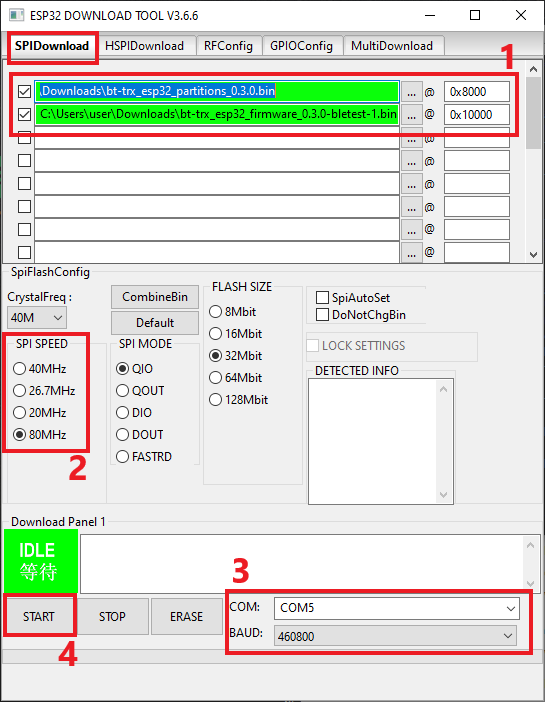 ESP32 DOWNLOAD TOOL V3.6.6
SPIDownload HSPIDownload RFConfig GPIOConfig MultiDownload
1
\Downloads\bt-trx_esp32_partitions_0.3.0.bin ... @ 0x8000
C:\Users\user\Downloads\bt-trx_esp32_firmware_0.3.0-bletest-1.bin ... @ 0x10000
... @
... @
... @
... @
... @
... @
SpiFlashConfig
CrystalFreq :
40M
CombineBin
Default
SPI SPEED
40MHz
26.7MHz
20MHz
80MHz
2
SPI MODE
QIO
QOUT
DIO
DOUT
FASTRD
FLASH SIZE
8Mbit
16Mbit
32Mbit
64Mbit
128Mbit
SpiAutoSet
DoNotChgBin
LOCK SETTINGS
DETECTED INFO
Download Panel 1
IDLE
等待
3
START STOP ERASE
4
COM: COM5
BAUD: 460800